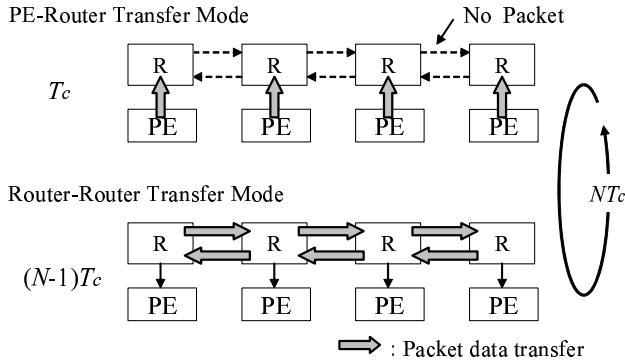 PE-Router Transfer Mode
No Packet
Tc
R R R R
PE PE PE PE
Router-Router Transfer Mode
NTc
(N-1)Tc
R R R R
PE PE PE PE
: Packet data transfer